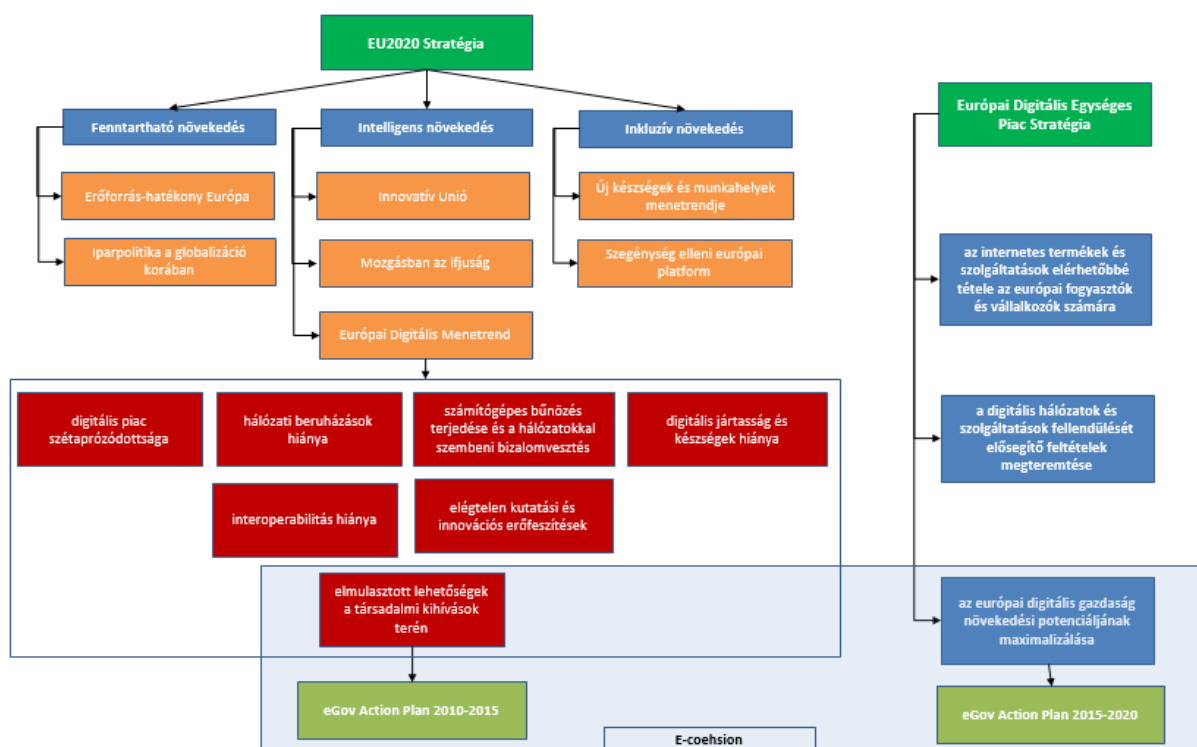 EU2020 Stratégia
Fenntartható növekedés
Intelligens növekedés
Inkluzív növekedés
Erőforrás-hatékony Európa
Innovatív Unió
Új készségek és munkahelyek
menetrendje
Iparpolitika a globalizáció
korában
Mozgásban az ifjuság
Szegénység elleni európai
platform
Európai Digitális Menetrend
digitális piac
szétaprózódottsága
hálózati beruházások
hiánya
számítógépes bűnözés
terjedése és a hálózatokkal
szembeni bizalomvesztés
digitális jártasság és
készségek hiánya
interoperabilitás hiánya
elégtelen kutatási és
innovációs erőfeszítések
elmulasztott lehetőségek
a társadalmi kihívások
terén
eGov Action Plan 2010-2015
Európai Digitális Egységes
Piac Stratégia
az internetes termékek és
szolgáltatások elérhetőbbé
tétele az európai fogyasztók
és vállalkozók számára
a digitális hálózatok és
szolgáltatások fellendülését
elősegítő feltételek
megteremtése
az európai digitális gazdaság
növekedési potenciáljának
maximalizálása
eGov Action Plan 2015-2020
E-coehsion